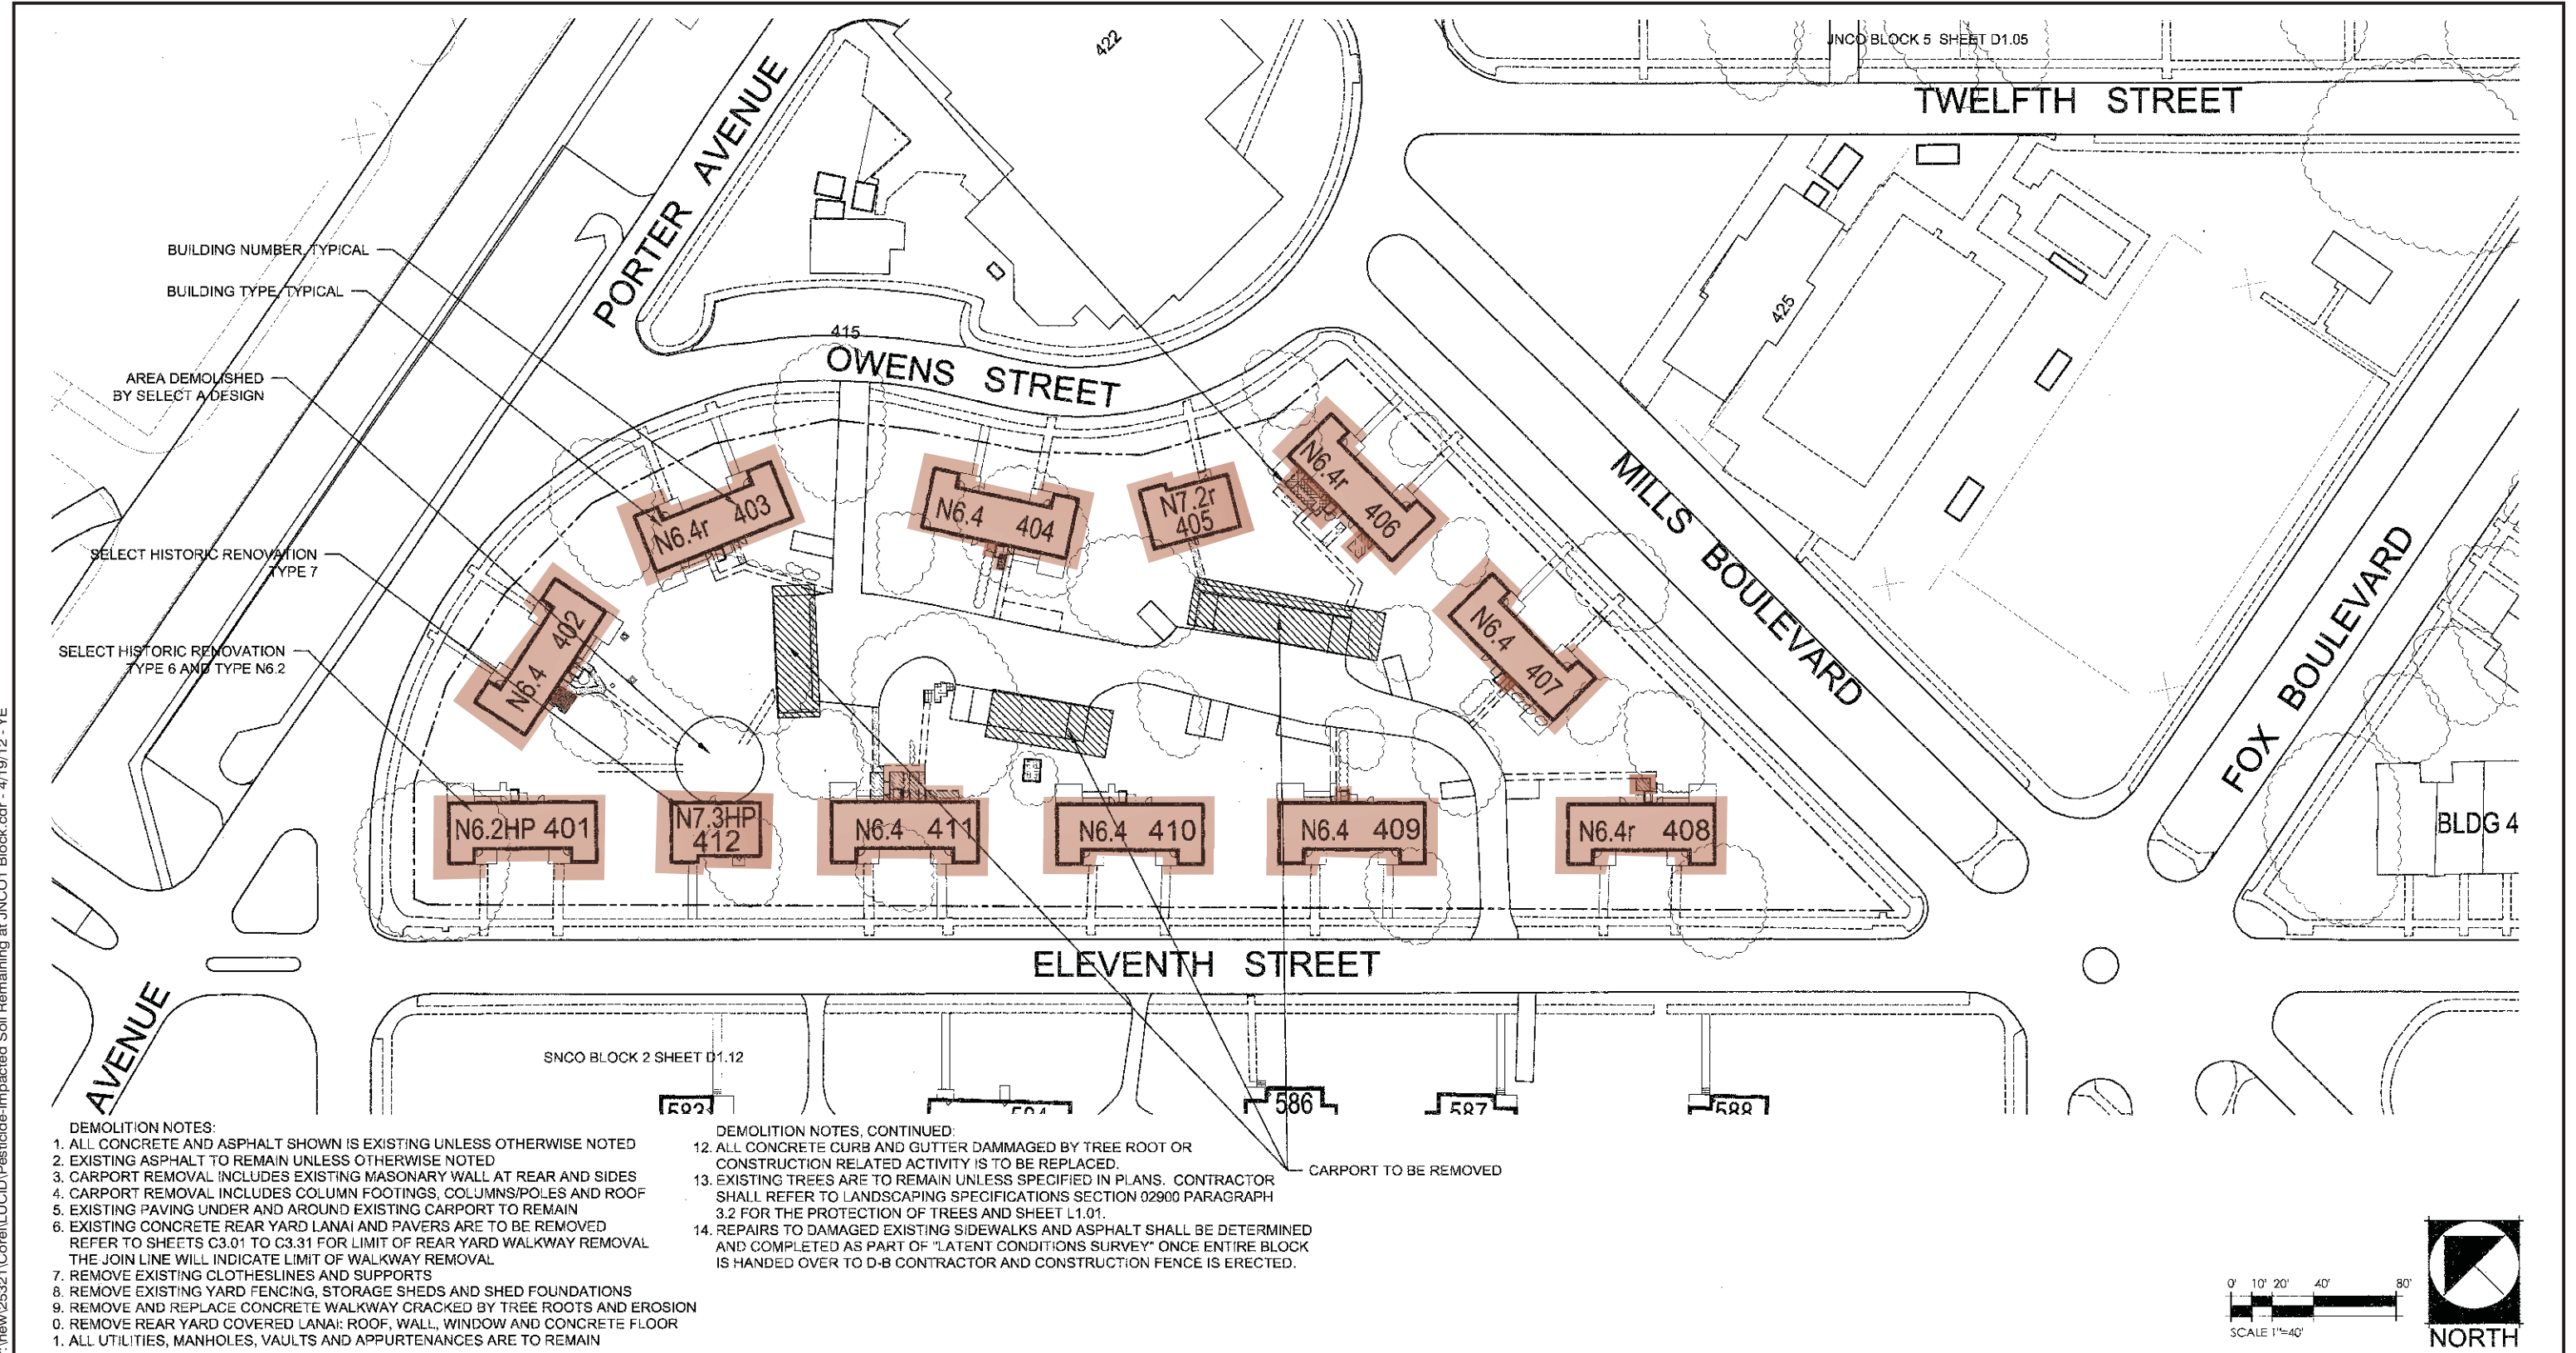 422
JNCO BLOCK 5 SHEET D1.05
TWELFTH STREET
PORTER AVENUE
BUILDING NUMBER, TYPICAL
BUILDING TYPE, TYPICAL
425
415
OWENS STREET
AREA DEMOLISHED
BY SELECT A DESIGN
MILLS BOULEVARD
FOX BOULEVARD
N6.4r 403
N6.4 404
N7.2r
405
N6.4r 406
SELECT HISTORIC RENOVATION
TYPE 7
N6.4 402
N6.4 407
SELECT HISTORIC RENOVATION
TYPE 6 AND TYPE N6.2
N6.2HP 401
N7.3HP
412
N6.4 411
N6.4 410
N6.4 409
N6.4r 408
BLDG 4
ELEVENTH STREET
AVENUE
SNCO BLOCK 2 SHEET D1.12
583
586
587
588
CARPORT TO BE REMOVED
DEMOLITION NOTES:
1. ALL CONCRETE AND ASPHALT SHOWN IS EXISTING UNLESS OTHERWISE NOTED
2. EXISTING ASPHALT TO REMAIN UNLESS OTHERWISE NOTED
3. CARPORT REMOVAL INCLUDES EXISTING MASONARY WALL AT REAR AND SIDES
4. CARPORT REMOVAL INCLUDES COLUMN FOOTINGS, COLUMNS/POLES AND ROOF
5. EXISTING PAVING UNDER AND AROUND EXISTING CARPORT TO REMAIN
6. EXISTING CONCRETE REAR YARD LANAI AND PAVERS ARE TO BE REMOVED
REFER TO SHEETS C3.01 TO C3.31 FOR LIMIT OF REAR YARD WALKWAY REMOVAL
THE JOIN LINE WILL INDICATE LIMIT OF WALKWAY REMOVAL
7. REMOVE EXISTING CLOTHESLINES AND SUPPORTS
8. REMOVE EXISTING YARD FENCING, STORAGE SHEDS AND SHED FOUNDATIONS
9. REMOVE AND REPLACE CONCRETE WALKWAY CRACKED BY TREE ROOTS AND EROSION
0. REMOVE REAR YARD COVERED LANAI: ROOF, WALL, WINDOW AND CONCRETE FLOOR
1. ALL UTILITIES, MANHOLES, VAULTS AND APPURTENANCES ARE TO REMAIN
DEMOLITION NOTES, CONTINUED:
12. ALL CONCRETE CURB AND GUTTER DAMMAGED BY TREE ROOT OR
CONSTRUCTION RELATED ACTIVITY IS TO BE REPLACED.
13. EXISTING TREES ARE TO REMAIN UNLESS SPECIFIED IN PLANS. CONTRACTOR
SHALL REFER TO LANDSCAPING SPECIFICATIONS SECTION 02900 PARAGRAPH
3.2 FOR THE PROTECTION OF TREES AND SHEET L1.01.
14. REPAIRS TO DAMAGED EXISTING SIDEWALKS AND ASPHALT SHALL BE DETERMINED
AND COMPLETED AS PART OF "LATENT CONDITIONS SURVEY" ONCE ENTIRE BLOCK
IS HANDED OVER TO D-B CONTRACTOR AND CONSTRUCTION FENCE IS ERECTED.
0' 10' 20' 40' 80'
SCALE 1"=40'
NORTH